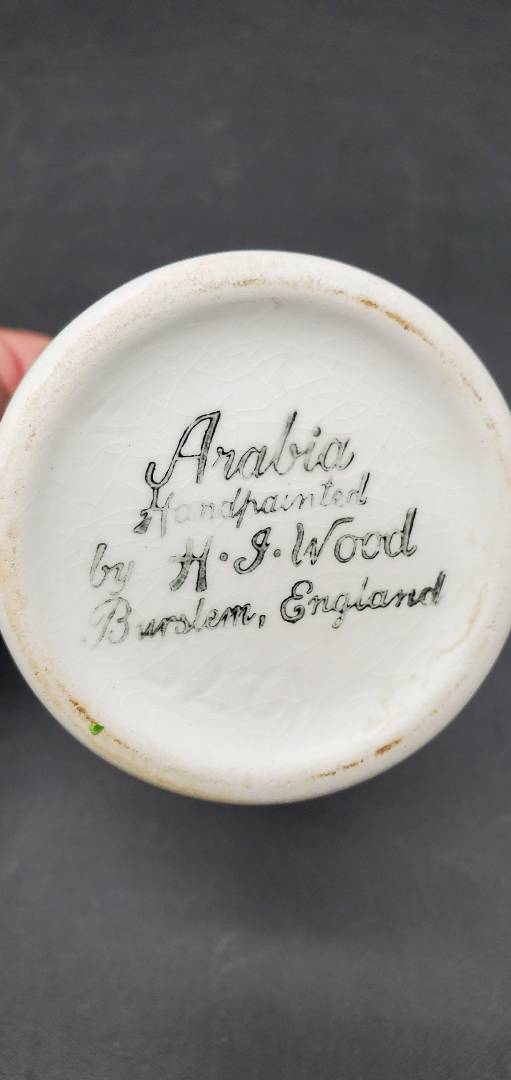 Arabia
Handpainted
by H·J·Wood
Burslem, England